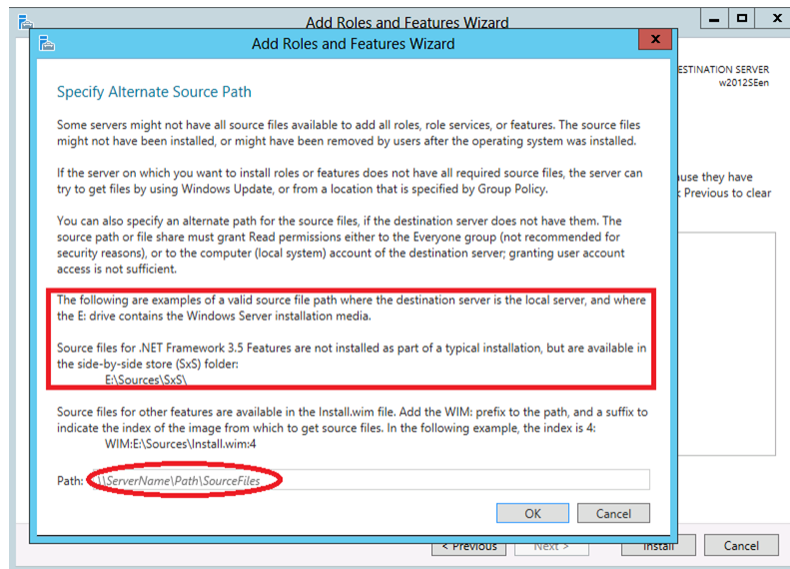 Add Roles and Features Wizard
Add Roles and Features Wizard
x
x
ESTINATION SERVER
w2012SEen
Specify Alternate Source Path
Some servers might not have all source files available to add all roles, role services, or features. The source files
might not have been installed, or might have been removed by users after the operating system was installed.
If the server on which you want to install roles or features does not have all required source files, the server can
try to get files by using Windows Update, or from a location that is specified by Group Policy.
use they have
Previous to clear
You can also specify an alternate path for the source files, if the destination server does not have them. The
source path or file share must grant Read permissions either to the Everyone group (not recommended for
security reasons), or to the computer (local system) account of the destination server; granting user account
access is not sufficient.
The following are examples of a valid source file path where the destination server is the local server, and where
the E: drive contains the Windows Server installation media.
Source files for .NET Framework 3.5 Features are not installed as part of a typical installation, but are available in
the side-by-side store (SxS) folder:
E:\Sources\SxS\
Source files for other features are available in the Install.wim file. Add the WIM: prefix to the path, and a suffix to
indicate the index of the image from which to get source files. In the following example, the index is 4:
WIM:E:\Sources\Install.wim:4
Path: \\ServerName\Path\SourceFiles
OK Cancel
< Previous Next > Install Cancel